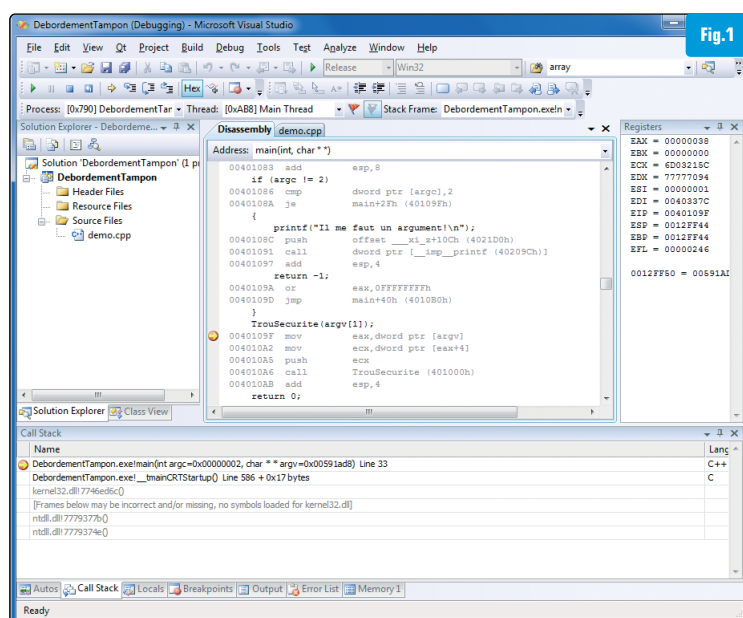 DebordementTampon (Debugging) - Microsoft Visual Studio
Fig.1
File Edit View Qt Project Build Debug Tools Test Analyze Window Help
Release Win32 array
Hex
Process: [0x790] DebordementTar Thread: [0xAB8] Main Thread Stack Frame: DebordementTampon.exe!n
Solution Explorer - Debordeme...
Solution 'DebordementTampon' (1 pr
DebordementTampon
Header Files
Resource Files
Source Files
demo.cpp
Solution Explorer Class View
Disassembly demo.cpp
Address: main(int, char * *)
00401083 add esp,8
if (argc != 2)
00401086 cmp dword ptr [argc],2
0040108A je main+2Fh (40109Fh)
{
printf("Il me faut un argument!\n");
0040108C push offset ___xi_z+10Ch (4021D0h)
00401091 call dword ptr [__imp__printf (40209Ch)]
00401097 add esp,4
return -1;
0040109A or eax,0FFFFFFFFh
0040109D jmp main+40h (4010B0h)
}
TrouSecurite(argv[1]);
0040109F mov eax,dword ptr [argv]
004010A2 mov ecx,dword ptr [eax+4]
004010A5 push ecx
004010A6 call TrouSecurite (401000h)
004010AB add esp,4
return 0;
Registers
EAX = 00000038
EBX = 00000000
ECX = 6D03215C
EDX = 77777094
ESI = 00000001
EDI = 0040337C
EIP = 0040109F
ESP = 0012FF44
EBP = 0012FF44
EFL = 00000246
0012FF50 = 00591AD
Call Stack
Name Lang
DebordementTampon.exe!main(int argc=0x00000002, char * * argv=0x00591ad8) Line 33 C++
DebordementTampon.exe!__tmainCRTStartup() Line 586 + 0x17 bytes C
kernel32.dll!7746ed6c()
[Frames below may be incorrect and/or missing, no symbols loaded for kernel32.dll]
ntdll.dll!7779377b()
ntdll.dll!7779374e()
Autos Call Stack Locals Breakpoints Output Error List Memory 1
Ready